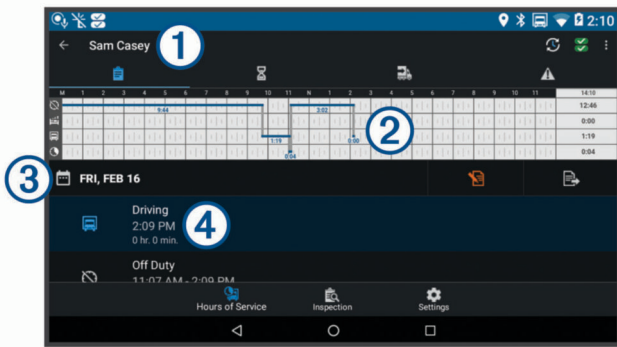 2:10
Sam Casey
1
M 1 2 3 4 5 6 7 8 9 10 11 N 1 2 3 4 5 6 7 8 9 10 11 14:10
9:44 3:02 12:46
0:00
1:19 0:00 1:19
0:04 0:04
2
3
FRI, FEB 16
Driving
2:09 PM
4
0 hr. 0 min.
Off Duty
11:07 AM - 2:09 PM
Hours of Service Inspection Settings